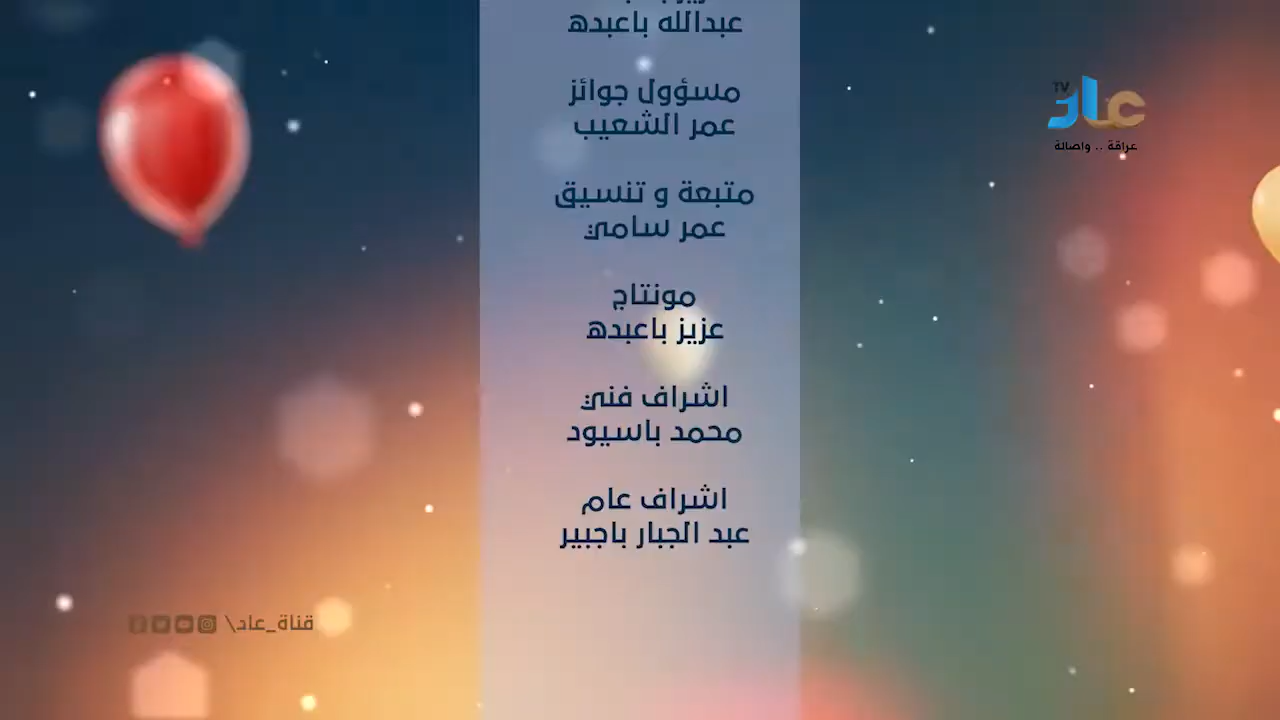 عبدالله باعبده
مسؤول جوائز
عمر الشعيب
متبعة و تنسيق
عمر سامي
مونتاج
عزيز باعبده
اشراف فني
محمد باسيود
اشراف عام
عبد الجبار باجبير
TV
عاد
عراقة .. واصالة
قناة_عاد\